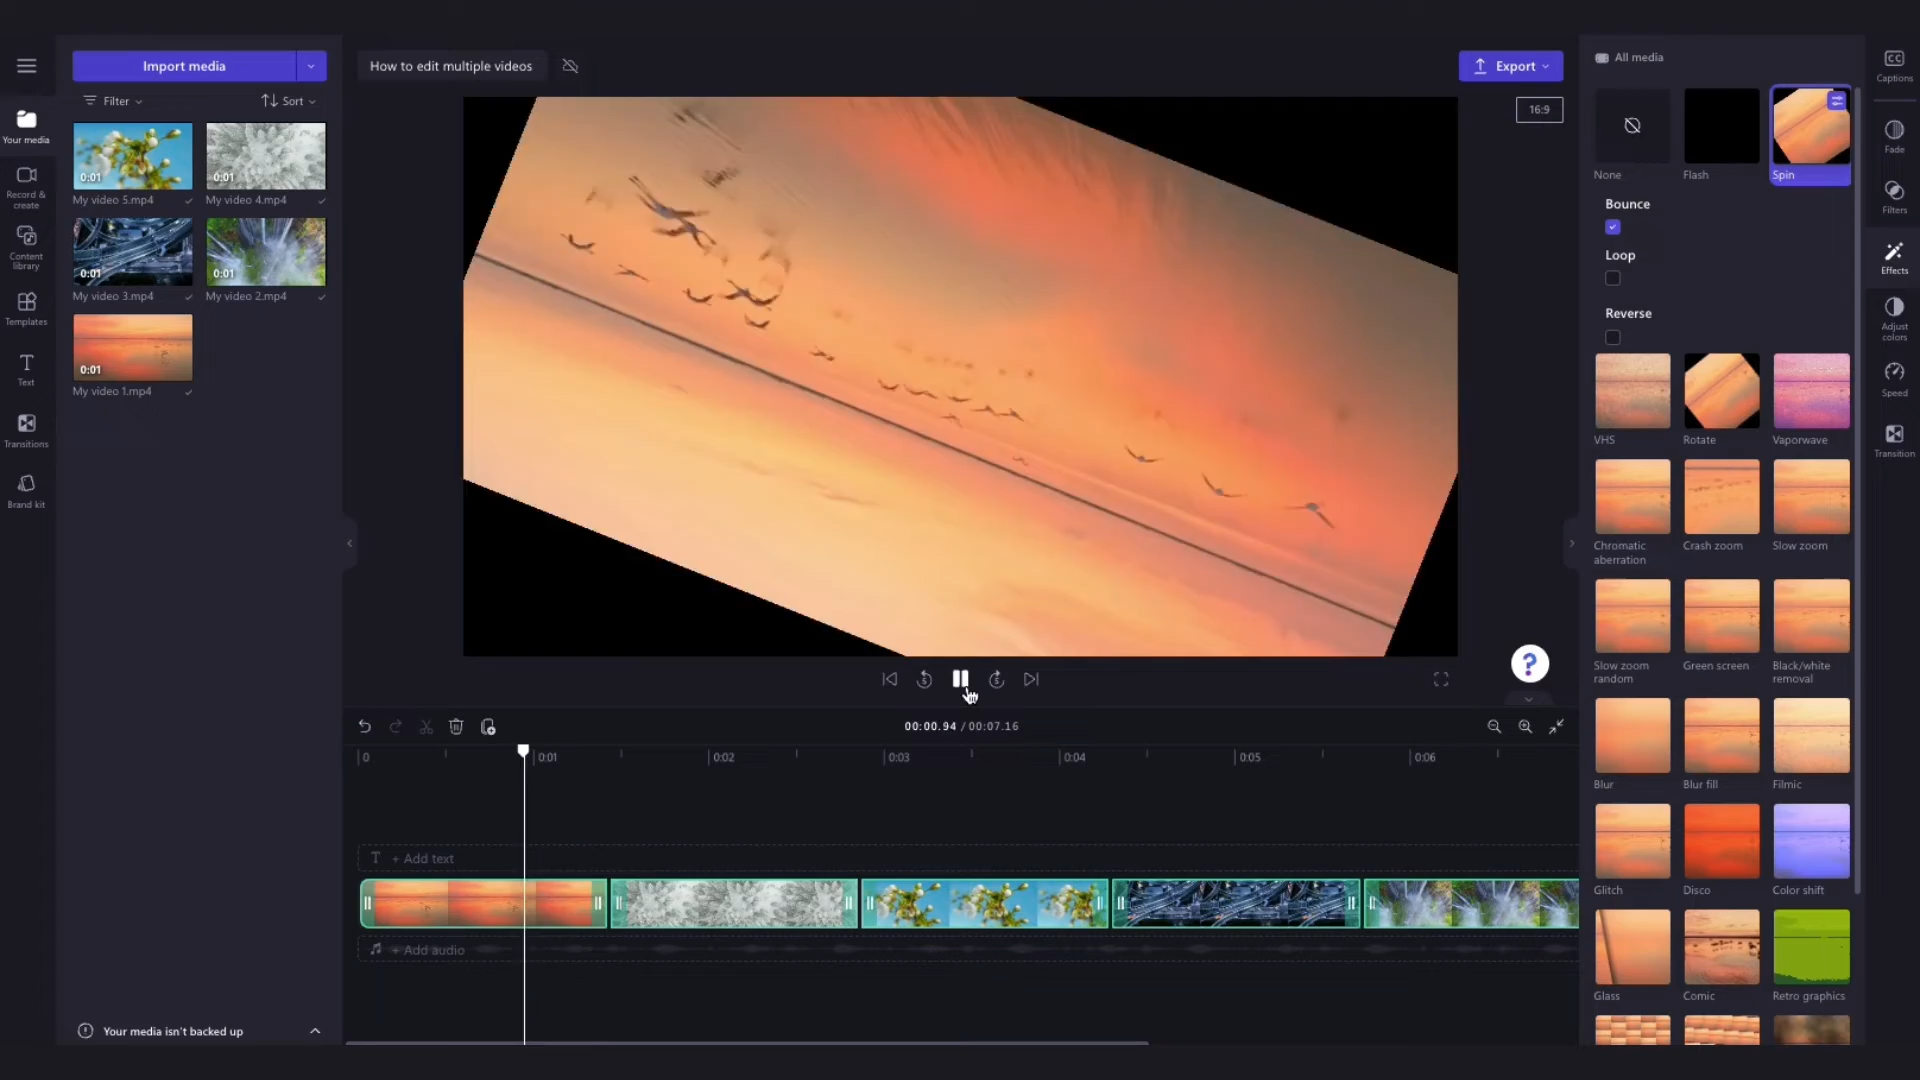 Import media
How to edit multiple videos
Export
All media
Captions
Filter
Sort
16:9
Your media
0:01
0:01
My video 5.mp4
My video 4.mp4
None
Flash
Spin
Fade
Record &
create
Bounce
Filters
Content
library
0:01
0:01
My video 3.mp4
My video 2.mp4
Loop
Effects
Templates
Reverse
Adjust
colors
0:01
My video 1.mp4
Text
Speed
Transitions
VHS
Rotate
Vaporwave
Transition
Brand kit
Chromatic
aberration
Crash zoom
Slow zoom
Slow zoom
random
Green screen
Black/white
removal
5
5
?
00:00.94 / 00:07.16
0
0:01
0:02
0:03
0:04
0:05
0:06
Blur
Blur fill
Filmic
T + Add text
Glitch
Disco
Color shift
+ Add audio
Glass
Comic
Retro graphics
Your media isn't backed up